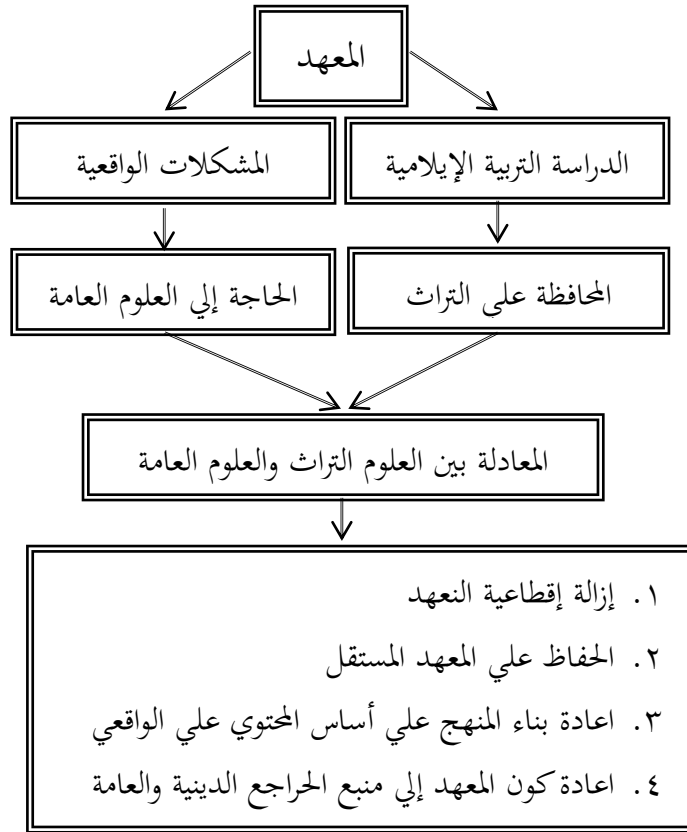 المعهد
الدراسة التربية الإيلامية
المشكلات الواقعية
المحافظة على التراث
الحاجة إلي العلوم العامة
المعادلة بين العلوم التراث والعلوم العامة
١. إزالة إقطاعية النعهد
٢. الحفاظ علي المعهد المستقل
٣. اعادة بناء المنهج علي أساس المحتوي علي الواقعي
٤. اعادة كون المعهد إلي منبع الحراجع الدينية والعامة